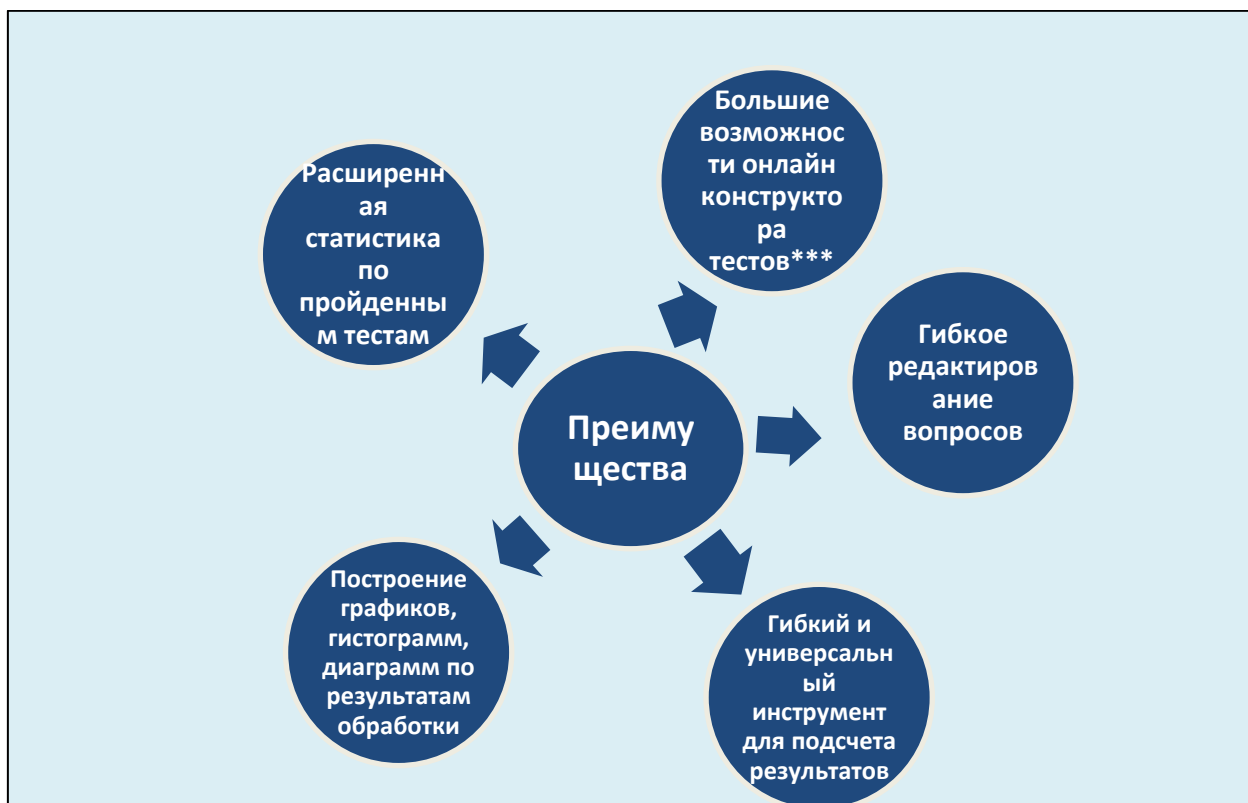 Большие
возможнос
ти онлайн
конструкто
ра
тестов***
Расширенн
ая
статистика
по
пройденны
м тестам
Гибкое
редактиров
ание
вопросов
Преиму
щества
Построение
графиков,
гистограмм,
диаграмм по
результатам
обработки
Гибкий и
универсальн
ый
инструмент
для подсчета
результатов